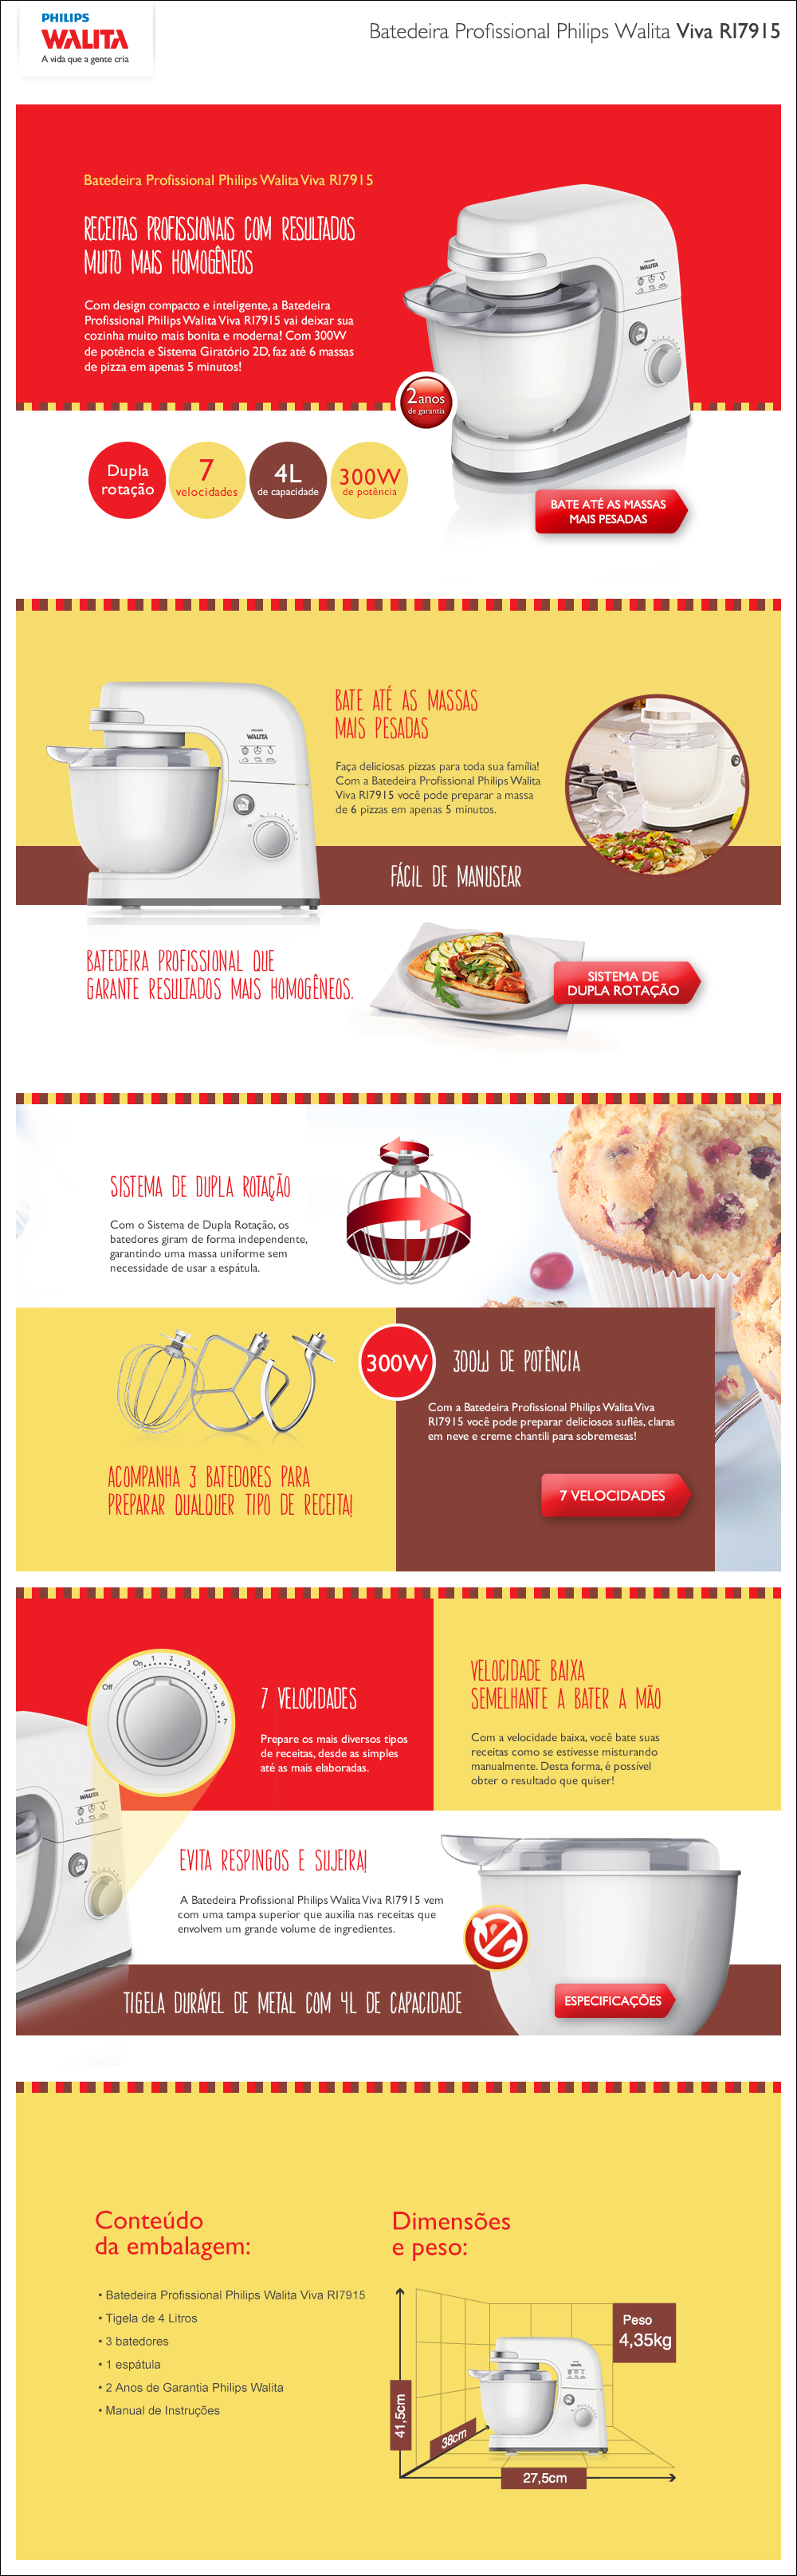 PHILIPS
WALITA
A vida que a gente cria
Batedeira Profissional Philips Walita Viva RI7915
Batedeira Profissional Philips Walita Viva RI7915
RECEITAS PROFISSIONAIS COM RESULTADOS
MUITO MAIS HOMOGÊNEOS
Com design compacto e inteligente, a Batedeira
Profissional Philips Walita Viva RI7915 vai deixar sua
cozinha muito mais bonita e moderna! Com 300W
de potência e Sistema Giratório 2D, faz até 6 massas
de pizza em apenas 5 minutos!
PHILIPS
WALITA
2 anos
de garantia
Dupla
rotação
7
velocidades
4L
de capacidade
300W
de potência
BATE ATÉ AS MASSAS
MAIS PESADAS
PHILIPS
WALITA
BATE ATÉ AS MASSAS
MAIS PESADAS
Faça deliciosas pizzas para toda sua família!
Com a Batedeira Profissional Philips Walita
Viva RI7915 você pode preparar a massa
de 6 pizzas em apenas 5 minutos.
FÁCIL DE MANUSEAR
BATEDEIRA PROFISSIONAL QUE
GARANTE RESULTADOS MAIS HOMOGÊNEOS.
SISTEMA DE
DUPLA ROTAÇÃO
SISTEMA DE DUPLA ROTAÇÃO
Com o Sistema de Dupla Rotação, os
batedores giram de forma independente,
garantindo uma massa uniforme sem
necessidade de usar a espátula.
ACOMPANHA 3 BATEDORES PARA
PREPARAR QUALQUER TIPO DE RECEITA!
300W
300W DE POTÊNCIA
Com a Batedeira Profissional Philips Walita Viva
RI7915 você pode preparar deliciosos suflês, claras
em neve e creme chantili para sobremesas!
7 VELOCIDADES
Off On 1 2 3 4 5 6 7
7 VELOCIDADES
Prepare os mais diversos tipos
de receitas, desde as simples
até as mais elaboradas.
VELOCIDADE BAIXA
SEMELHANTE A BATER A MÃO
Com a velocidade baixa, você bate suas
receitas como se estivesse misturando
manualmente. Desta forma, é possível
obter o resultado que quiser!
PHILIPS
WALITA
EVITA RESPINGOS E SUJEIRA!
A Batedeira Profissional Philips Walita Viva RI7915 vem
com uma tampa superior que auxilia nas receitas que
envolvem um grande volume de ingredientes.
TIGELA DURÁVEL DE METAL COM 4L DE CAPACIDADE
ESPECIFICAÇÕES
Conteúdo
da embalagem:
• Batedeira Profissional Philips Walita Viva RI7915
• Tigela de 4 Litros
• 3 batedores
• 1 espátula
• 2 Anos de Garantia Philips Walita
• Manual de Instruções
Dimensões
e peso:
Peso
4,35kg
WALITA
41,5cm
38cm
27,5cm